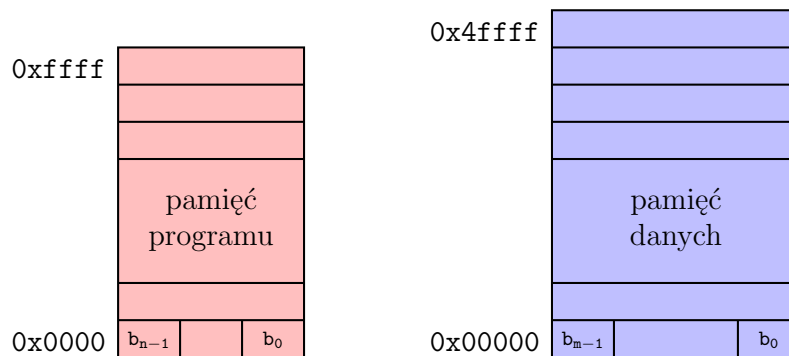 0xffff
pamięć
programu
0x0000
bₙ₋₁
b₀
0x4ffff
pamięć
danych
0x00000
bₘ₋₁
b₀